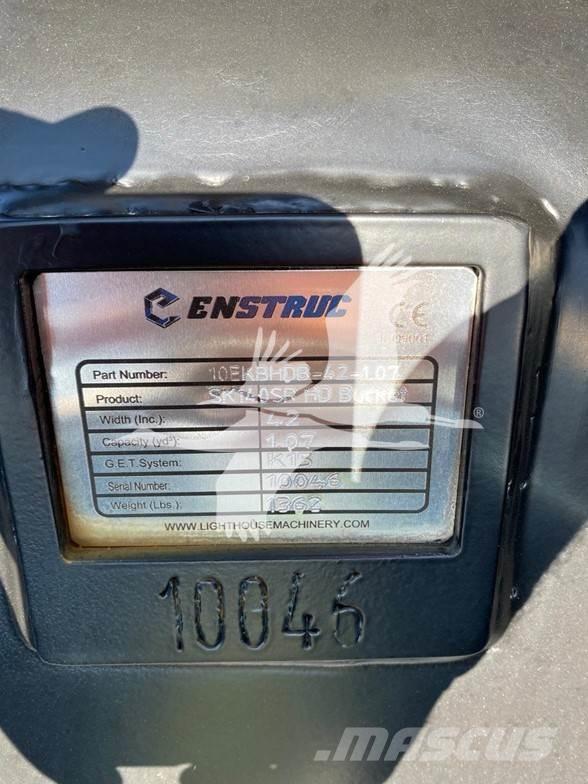 ENSTRUC
CE
Part Number: 10EKBHDB-42-1.07
Product: SK140SR HD Bucket
Width (Inc.): 42
Capacity (yd³): 1.07
G.E.T.System: K15
Serial Number: 10046
Weight (Lbs.): 1362
WWW.LIGHTHOUSEMACHINERY.COM
10046
MASCUS